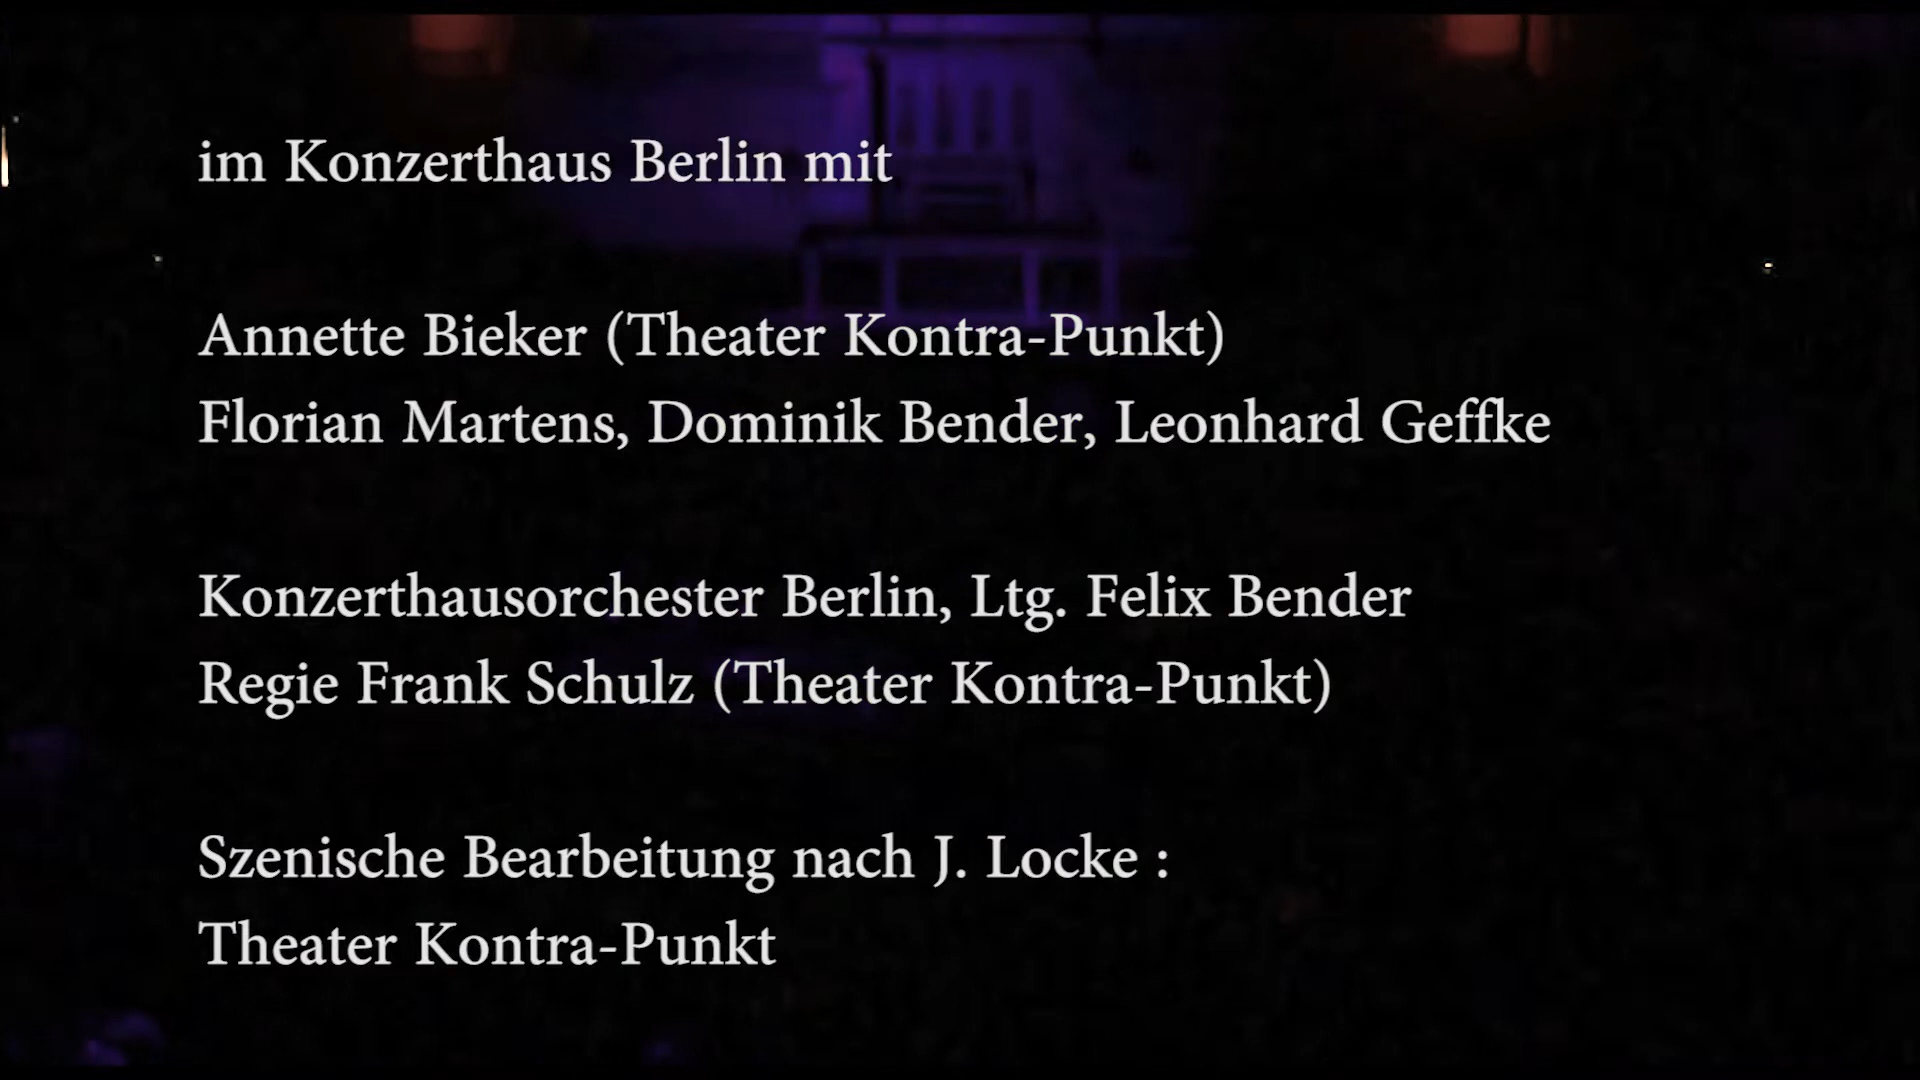 im Konzerthaus Berlin mit
Annette Bieker (Theater Kontra-Punkt)
Florian Martens, Dominik Bender, Leonhard Geffke
Konzerthausorchester Berlin, Ltg. Felix Bender
Regie Frank Schulz (Theater Kontra-Punkt)
Szenische Bearbeitung nach J. Locke :
Theater Kontra-Punkt